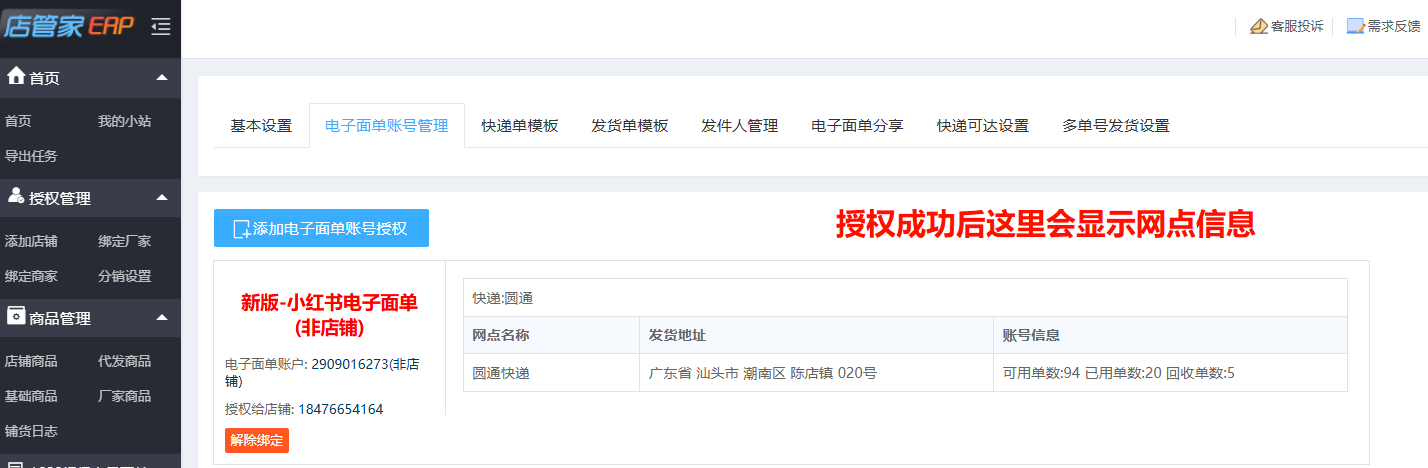 店管家 ERP
客服投诉
需求反馈
首页
首页 我的小站
导出任务
授权管理
添加店铺 绑定厂家
绑定商家 分销设置
商品管理
店铺商品 代发商品
基础商品 厂家商品
铺货日志
基本设置 电子面单账号管理 快递单模板 发货单模板 发件人管理 电子面单分享 快递可达设置 多单号发货设置
添加电子面单账号授权
授权成功后这里会显示网点信息
新版-小红书电子面单
(非店铺)
电子面单账户: 2909016273(非店
铺)
授权给店铺: 18476654164
解除绑定
快递:圆通
网点名称 发货地址 账号信息
圆通快递 广东省 汕头市 潮南区 陈店镇 020号 可用单数:94 已用单数:20 回收单数:5